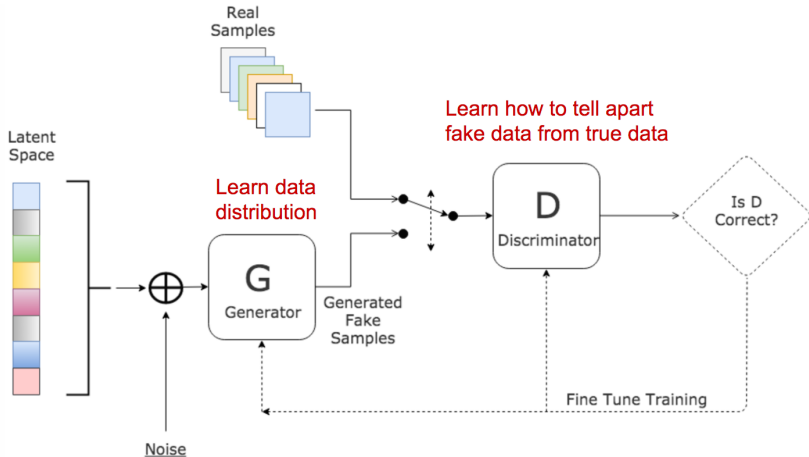 Real
Samples
Learn how to tell apart
fake data from true data
Latent
Space
Learn data
distribution
D
Discriminator
Is D
Correct?
G
Generator
Generated
Fake
Samples
Fine Tune Training
Noise